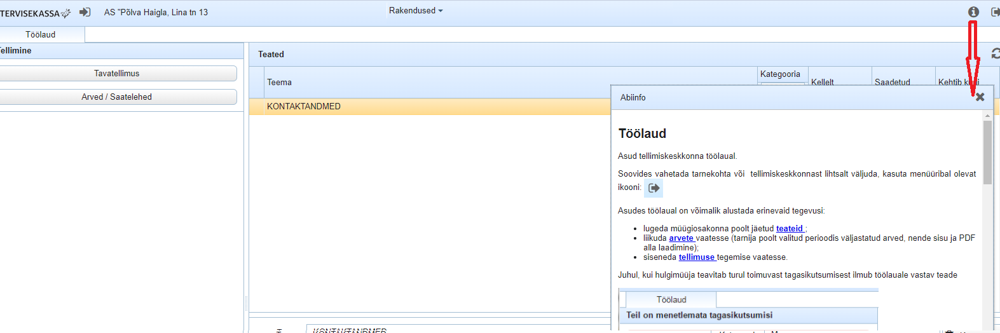 TERVISEKASSA
AS "Põlva Haigla, Lina tn 13
Rakendused
Töölaud
Tellimine
Teated
Tavatellimus
Arved / Saatelehed
Teema
Kategooria
Kellelt
Saadetud
Kehtib kuni
KONTAKTANDMED
Abiinfo
Töölaud
Asud tellimiskeskkonna töölaual.
Soovides vahetada tarnekohta või tellimiskeskkonnast lihtsalt väljuda, kasuta menüüribal olevat
ikooni:
Asudes töölaual on võimalik alustada erinevaid tegevusi:
• lugeda müügiosakonna poolt jäetud teateid ;
• liikuda arvete vaatesse (tarnija poolt valitud perioodis väljastatud arved, nende sisu ja PDF
alla laadimine);
• siseneda tellimuse tegemise vaatesse.
Juhul, kui hulgimüüja teavitab turul toimuvast tagasikutsumisest ilmub töölauale vastav teade
Töölaud
Teil on menetlemata tagasikutsumisi
KONTAKTANDMED